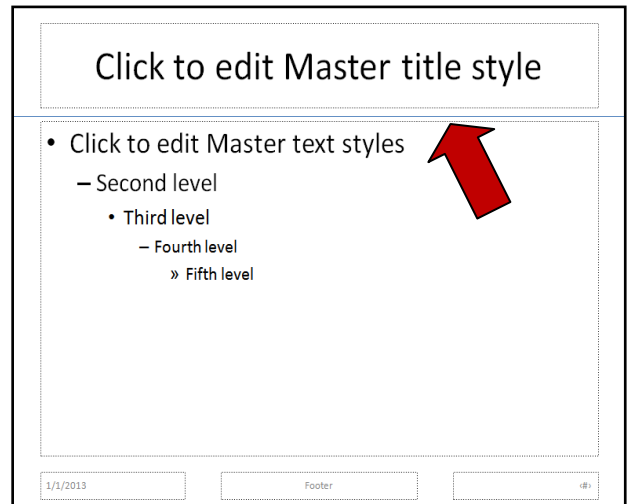 Click to edit Master title style
• Click to edit Master text styles
– Second level
• Third level
– Fourth level
» Fifth level
1/1/2013 Footer ‹#›